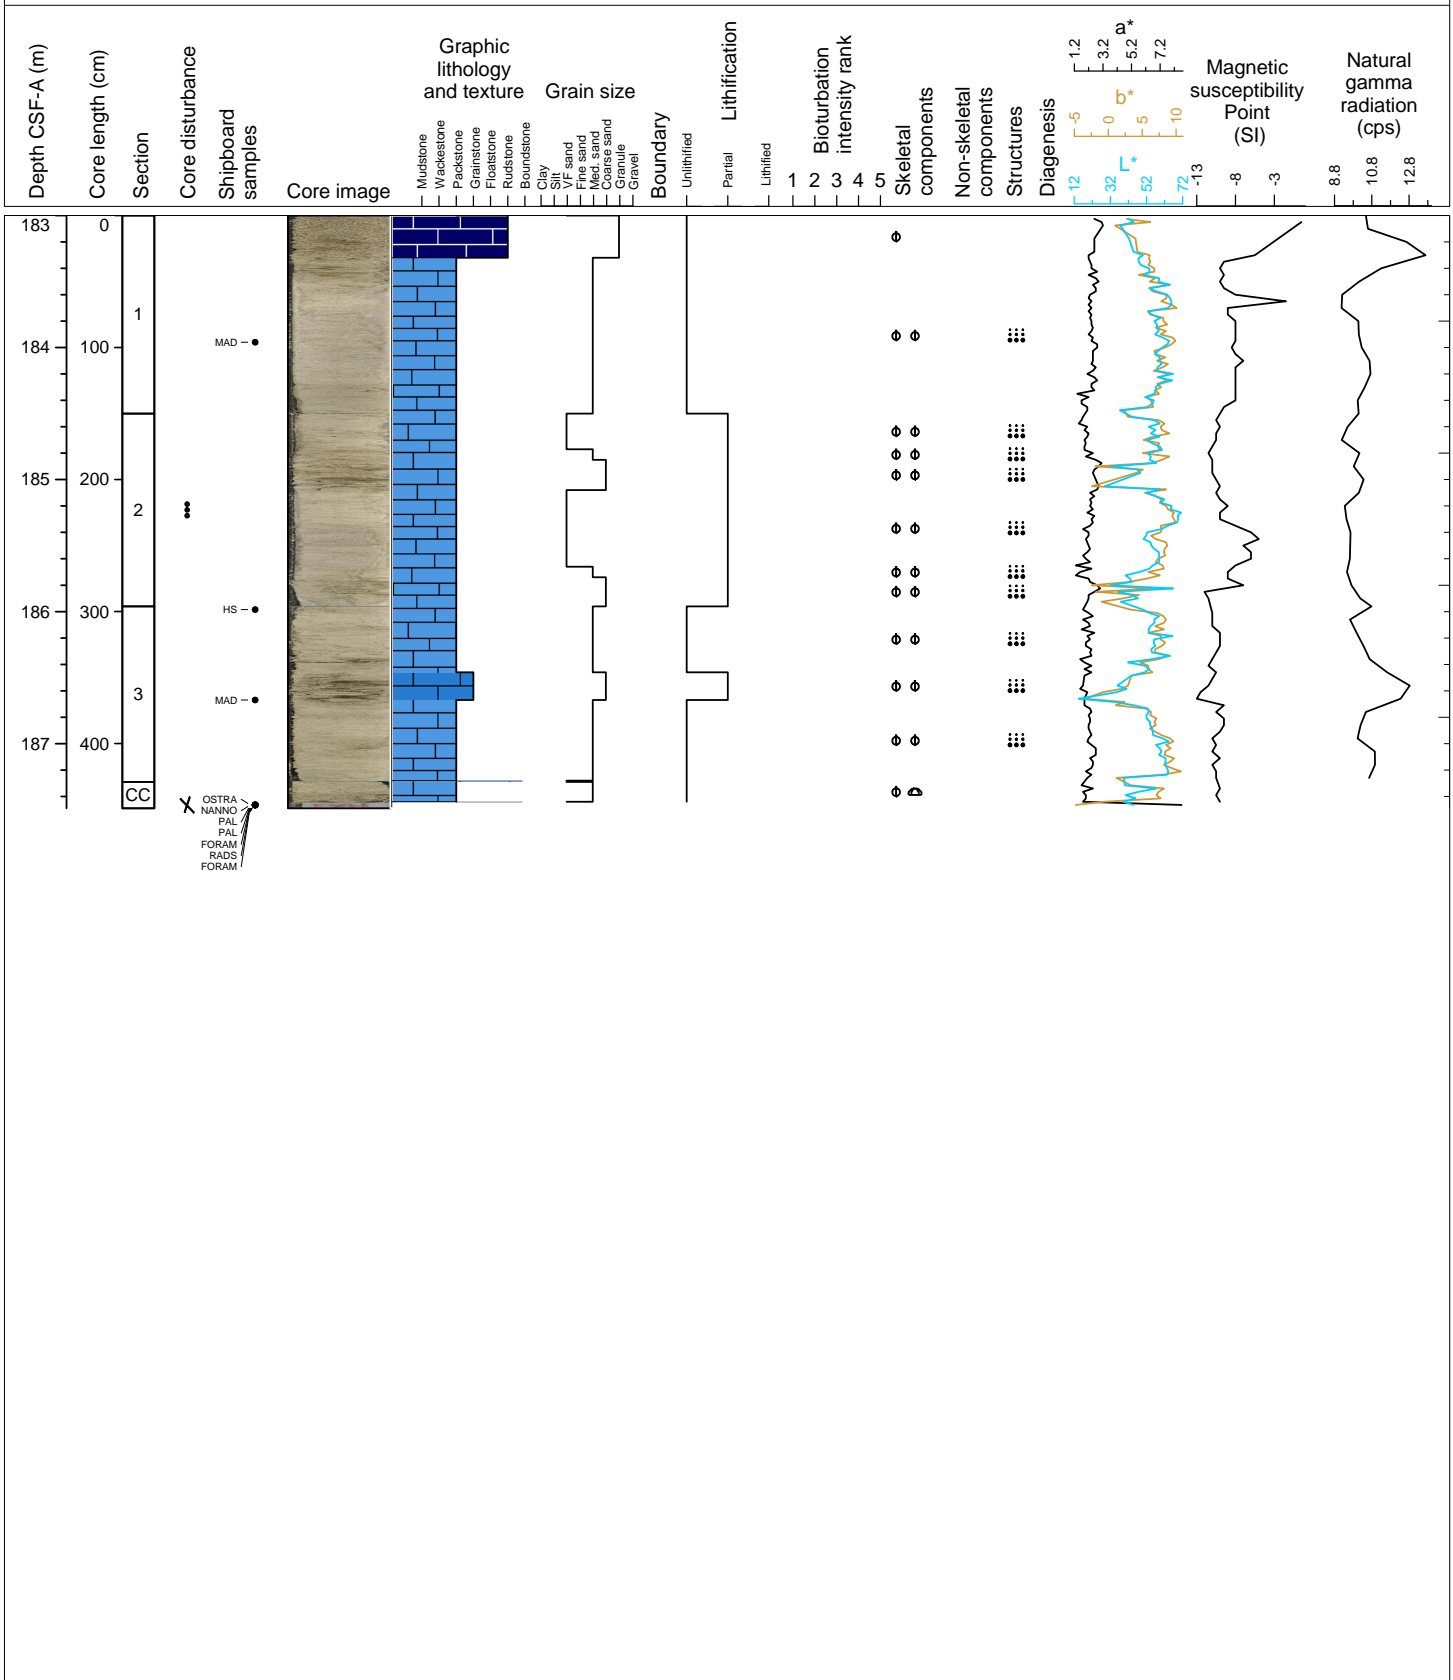 Depth CSF-A (m)
Core length (cm)
Section
Core disturbance
Shipboard
samples
Core image
Graphic
lithology
and texture
Mudstone
Wackestone
Packstone
Grainstone
Floatstone
Rudstone
Boundstone
Grain size
Clay
Silt
VF sand
Fine sand
Med. sand
Coarse sand
Granule
Gravel
Boundary
Lithification
Unlithified
Partial
Lithified
Bioturbation
intensity rank
1 2 3 4 5
Skeletal
components
Non-skeletal
components
Structures
Diagenesis
a*
1.2 3.2 5.2 7.2
b*
-5 0 5 10
L*
12 32 52 72
Magnetic
susceptibility
Point
(SI)
-13 -8 -3
Natural
gamma
radiation
(cps)
8.8 10.8 12.8
183
184
185
186
187
0
100
200
300
400
1
2
3
CC
MAD
HS
MAD
OSTRA
NANNO
PAL
PAL
FORAM
RADS
FORAM